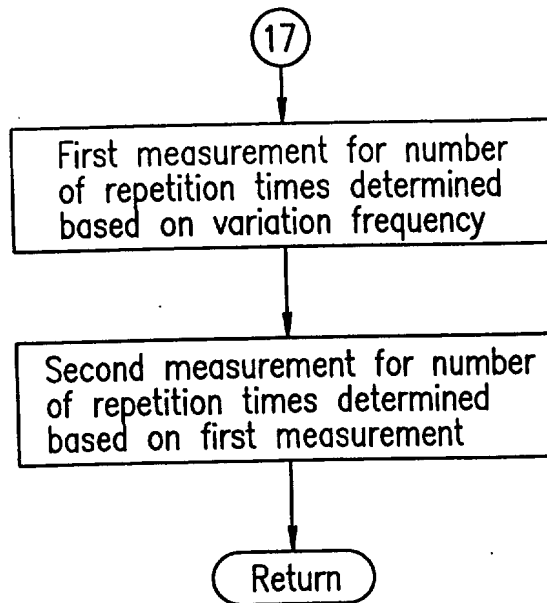 17
First measurement for number
of repetition times determined
based on variation frequency
Second measurement for number
of repetition times determined
based on first measurement
Return